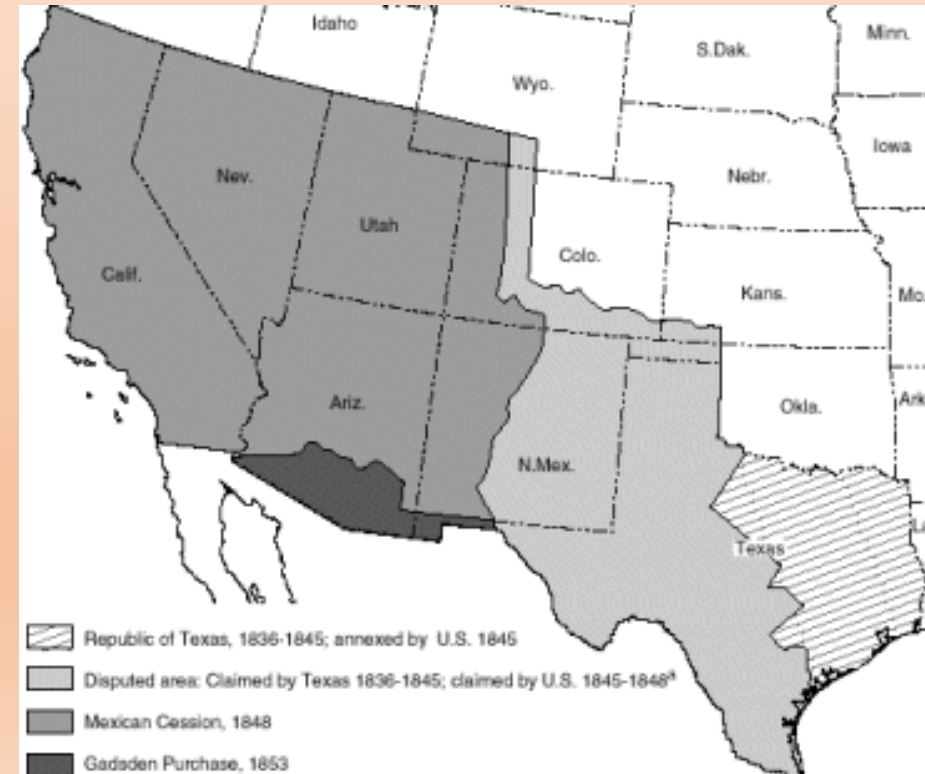 Idaho
Minn.
S.Dak.
Wyo.
Iowa
Nev.
Nebr.
Utah
Colo.
Calif.
Kans.
Mo.
Ariz.
Okla.
Ark
N.Mex.
La
Texas
Republic of Texas, 1836-1845; annexed by U.S. 1845
Disputed area: Claimed by Texas 1836-1845; claimed by U.S. 1845-1848a
Mexican Cession, 1848
Gadsden Purchase, 1853